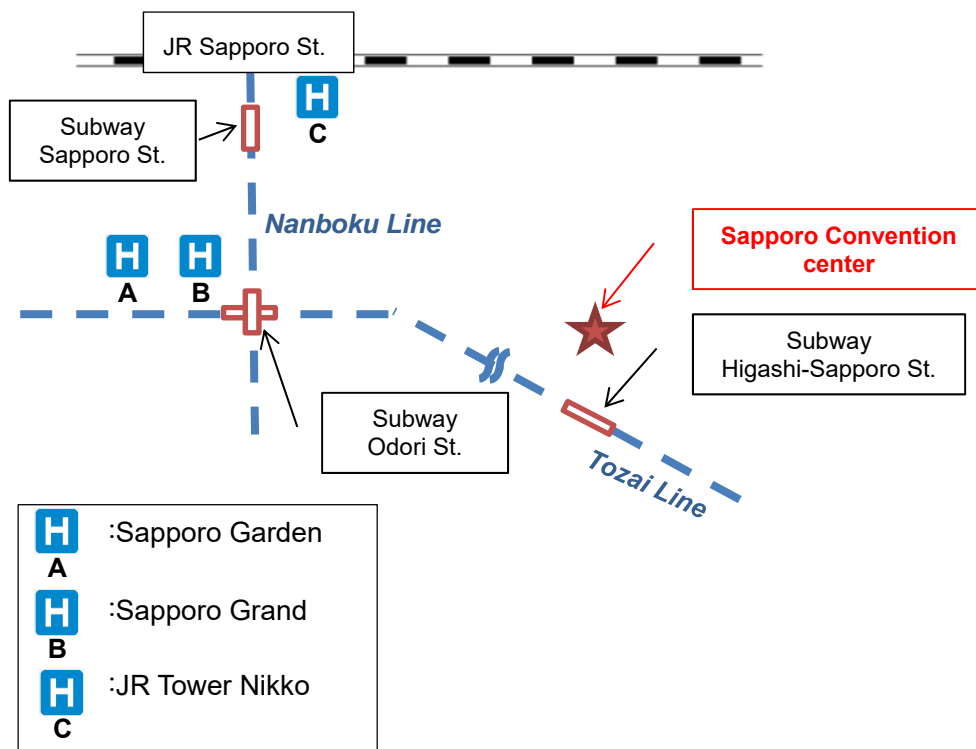 JR Sapporo St.
H
C
Subway
Sapporo St.
Nanboku Line
H
A
H
B
Sapporo Convention
center
Subway
Higashi-Sapporo St.
Subway
Odori St.
Tozai Line
H :Sapporo Garden
A
H :Sapporo Grand
B
H :JR Tower Nikko
C